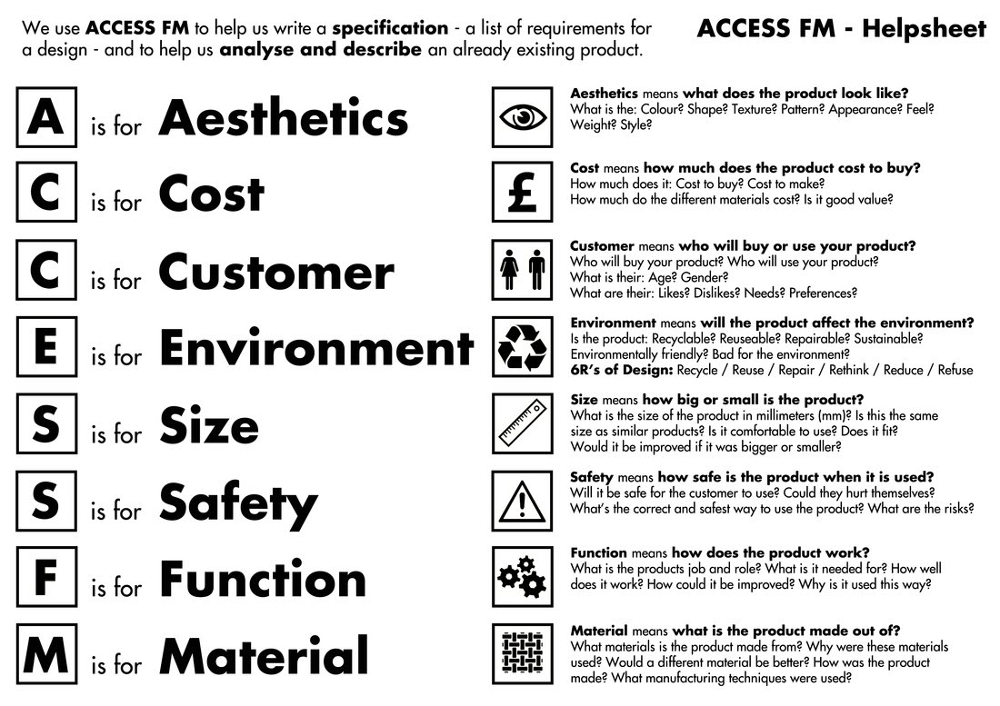 We use ACCESS FM to help us write a specification - a list of requirements for
a design - and to help us analyse and describe an already existing product.
ACCESS FM - Helpsheet
A is for Aesthetics
Aesthetics means what does the product look like?
What is the: Colour? Shape? Texture? Pattern? Appearance? Feel?
Weight? Style?
C is for Cost
£
Cost means how much does the product cost to buy?
How much does it: Cost to buy? Cost to make?
How much do the different materials cost? Is it good value?
C is for Customer
Customer means who will buy or use your product?
Who will buy your product? Who will use your product?
What is their: Age? Gender?
What are their: Likes? Dislikes? Needs? Preferences?
E is for Environment
Environment means will the product affect the environment?
Is the product: Recyclable? Reuseable? Repairable? Sustainable?
Environmentally friendly? Bad for the environment?
6R's of Design: Recycle / Reuse / Repair / Rethink / Reduce / Refuse
S is for Size
Size means how big or small is the product?
What is the size of the product in millimeters (mm)? Is this the same
size as similar products? Is it comfortable to use? Does it fit?
Would it be improved if it was bigger or smaller?
S is for Safety
!
Safety means how safe is the product when it is used?
Will it be safe for the customer to use? Could they hurt themselves?
What's the correct and safest way to use the product? What are the risks?
F is for Function
Function means how does the product work?
What is the products job and role? What is it needed for? How well
does it work? How could it be improved? Why is it used this way?
M is for Material
Material means what is the product made out of?
What materials is the product made from? Why were these materials
used? Would a different material be better? How was the product
made? What manufacturing techniques were used?